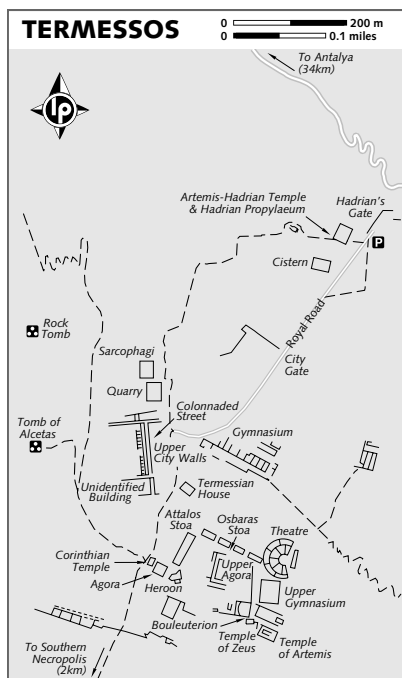 TERMESSOS
0 200 m
0 0.1 miles
To Antalya
(34km)
lp
Artemis-Hadrian Temple
& Hadrian Propylaeum
Hadrian's
Gate
P
Cistern
Royal Road
Rock
Tomb
City
Gate
Sarcophagi
Quarry
Colonnaded
Street
Tomb of
Alcetas
Gymnasium
Upper
City Walls
Unidentified
Building
Termessian
House
Attalos
Stoa
Osbaras
Stoa
Theatre
Corinthian
Temple
Upper
Agora
Agora
Heroon
Upper
Gymnasium
Bouleuterion
Temple
of Zeus
Temple
of Artemis
To Southern
Necropolis
(2km)